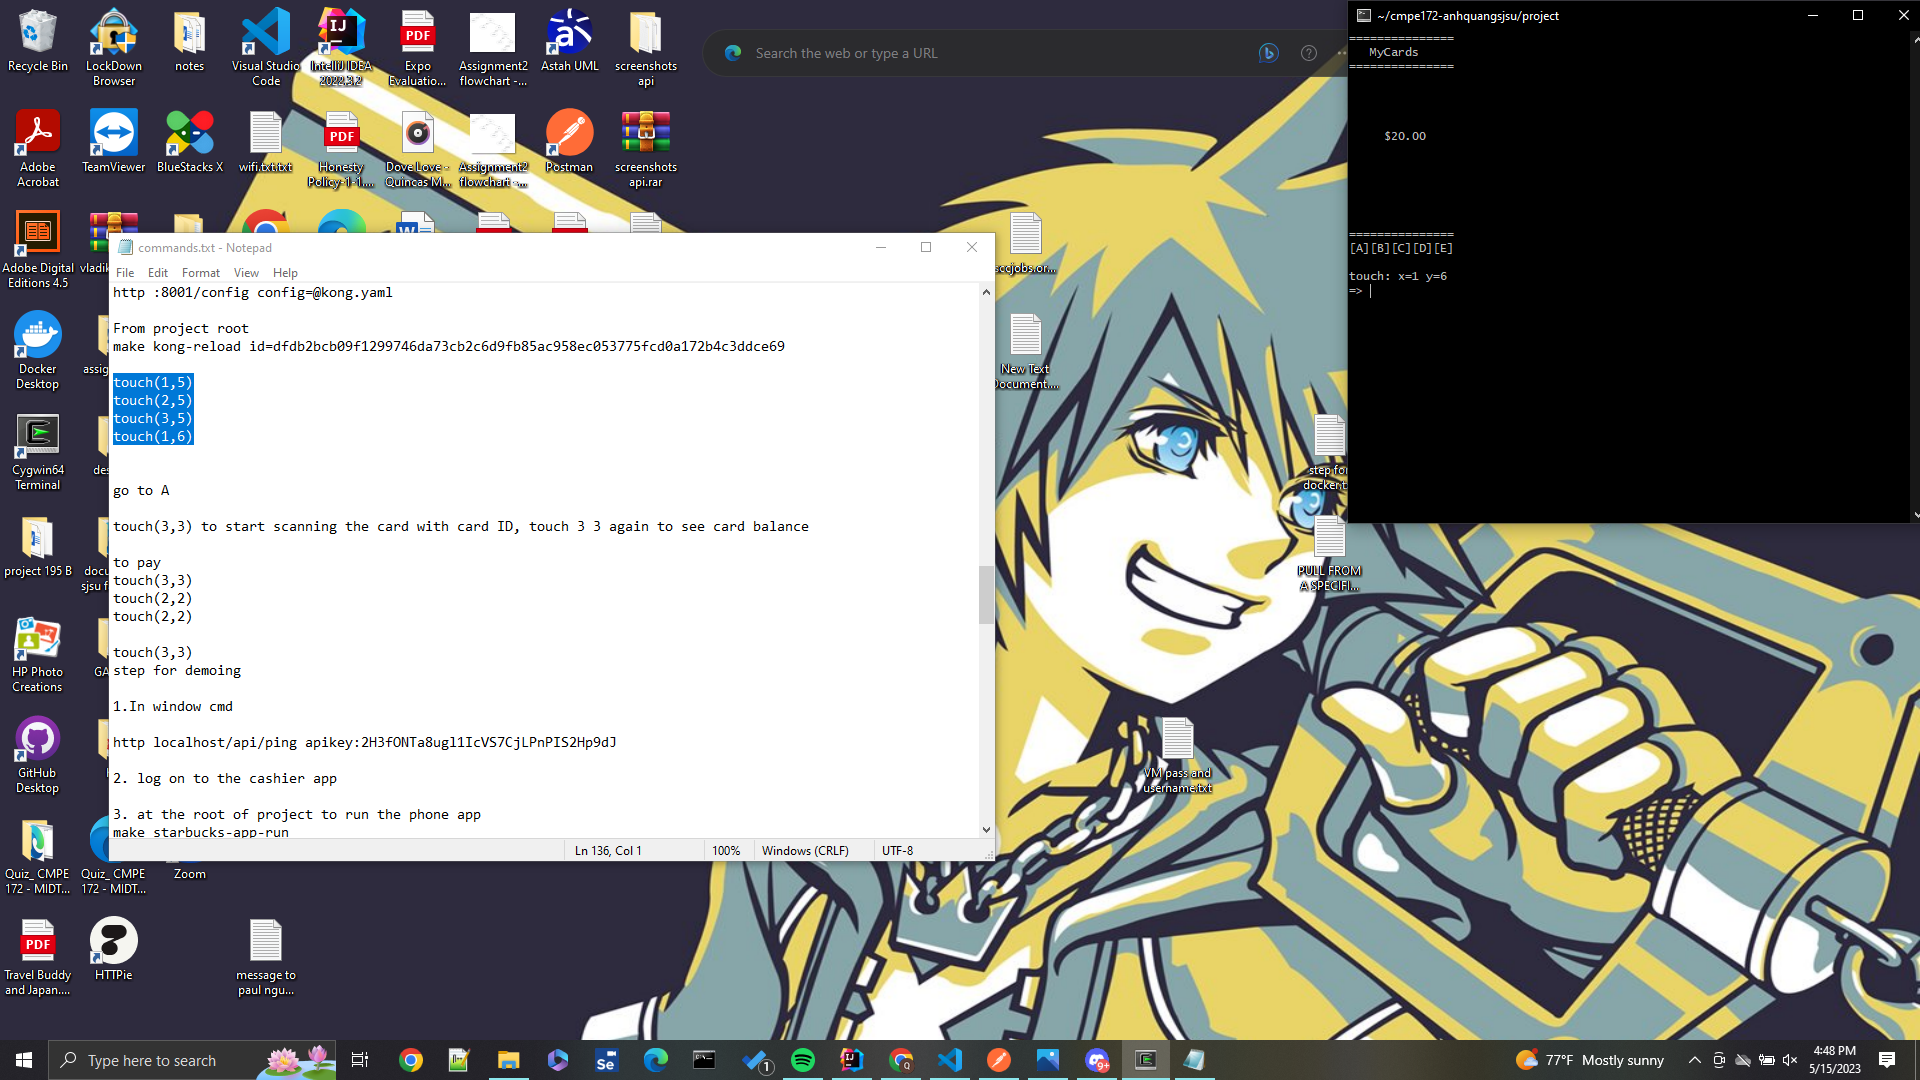 Recycle Bin
LockDown
Browser
notes
Visual Studio
Code
IntelliJ IDEA
2022.3.2
Expo
Evaluatio...
Assignment2
flowchart -...
Astah UML
screenshots
api
Adobe
Acrobat
TeamViewer
BlueStacks X
wifi.txt.txt
Honesty
Policy-1-1....
Dove Love -
Quincas M...
Assignment2
flowchart -...
Postman
screenshots
api.rar
Adobe Digital
Editions 4.5
vladik
Docker
Desktop
assig
Cygwin64
Terminal
des
project 195 B
docu
sjsu f
HP Photo
Creations
GA
GitHub
Desktop
Quiz_ CMPE
172 - MIDT...
Quiz_ CMPE
172 - MIDT...
Zoom
Travel Buddy
and Japan....
HTTPie
message to
paul ngu...
Search the web or type a URL
sccjobs.or...
New Text
Document....
step for
docker.t
PULL FROM
A SPECIFI...
VM pass and
username.txt
commands.txt - Notepad
File Edit Format View Help
http :8001/config config=@kong.yaml
From project root
make kong-reload id=dfdb2bcb09f1299746da73cb2c6d9fb85ac958ec053775fcd0a172b4c3ddce69
touch(1,5)
touch(2,5)
touch(3,5)
touch(1,6)
go to A
touch(3,3) to start scanning the card with card ID, touch 3 3 again to see card balance
to pay
touch(3,3)
touch(2,2)
touch(2,2)
touch(3,3)
step for demoing
1.In window cmd
http localhost/api/ping apikey:2H3fONTa8ugl1IcVS7CjLPnPIS2Hp9dJ
2. log on to the cashier app
3. at the root of project to run the phone app
make starbucks-app-run
Ln 136, Col 1 100% Windows (CRLF) UTF-8
~/cmpe172-anhquangsjsu/project
===============
MyCards
===============
$20.00
===============
[A][B][C][D][E]
touch: x=1 y=6
=>
Type here to search
77°F Mostly sunny
4:48 PM
5/15/2023